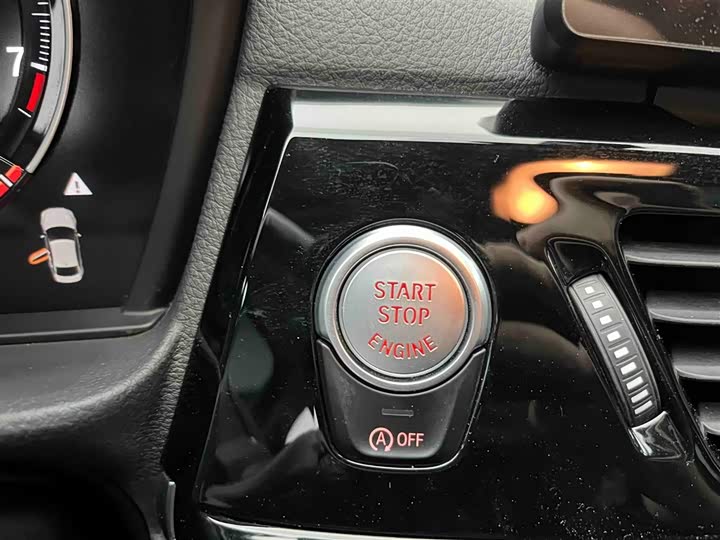 7
START
STOP
ENGINE
A OFF